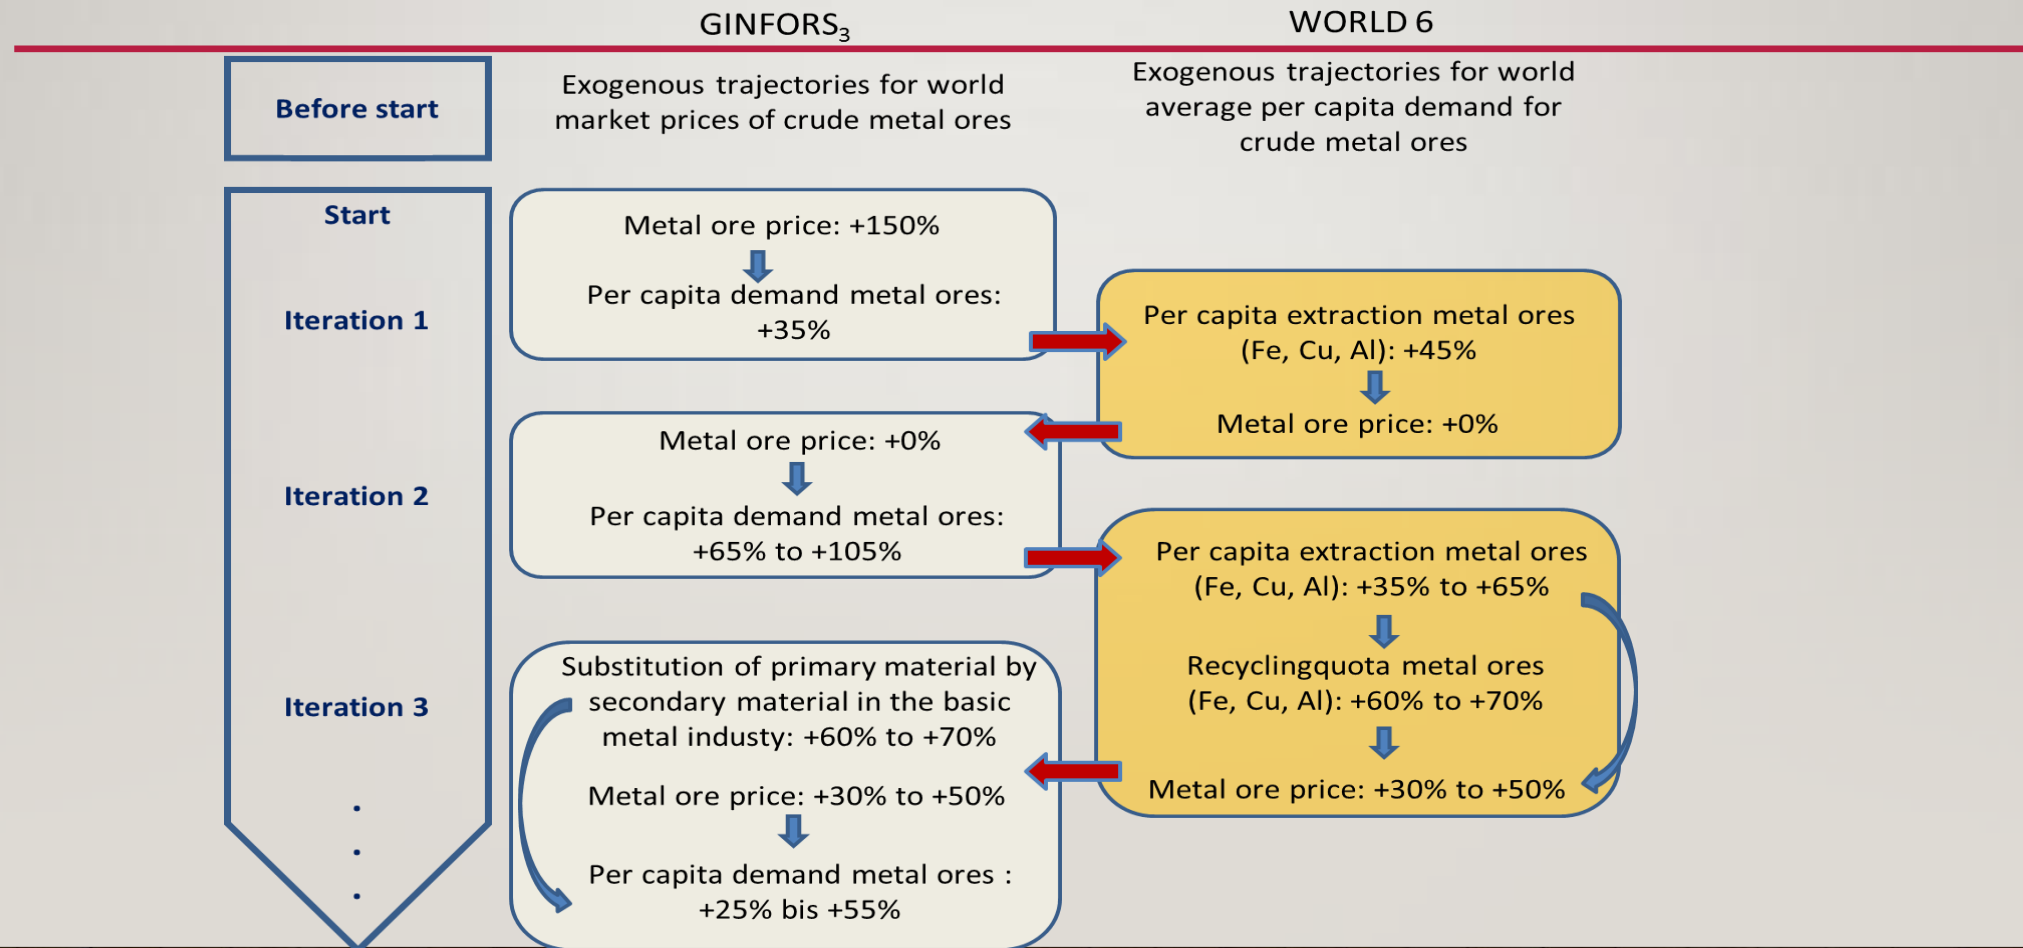 GINFORS₃
WORLD 6
Before start
Exogenous trajectories for world
market prices of crude metal ores
Exogenous trajectories for world
average per capita demand for
crude metal ores
Start
Metal ore price: +150%
Per capita demand metal ores:
+35%
Iteration 1
Per capita extraction metal ores
(Fe, Cu, Al): +45%
Metal ore price: +0%
Metal ore price: +0%
Per capita demand metal ores:
+65% to +105%
Iteration 2
Per capita extraction metal ores
(Fe, Cu, Al): +35% to +65%
Recyclingquota metal ores
(Fe, Cu, Al): +60% to +70%
Metal ore price: +30% to +50%
Iteration 3
.
.
.
Substitution of primary material by
secondary material in the basic
metal industy: +60% to +70%
Metal ore price: +30% to +50%
Per capita demand metal ores :
+25% bis +55%